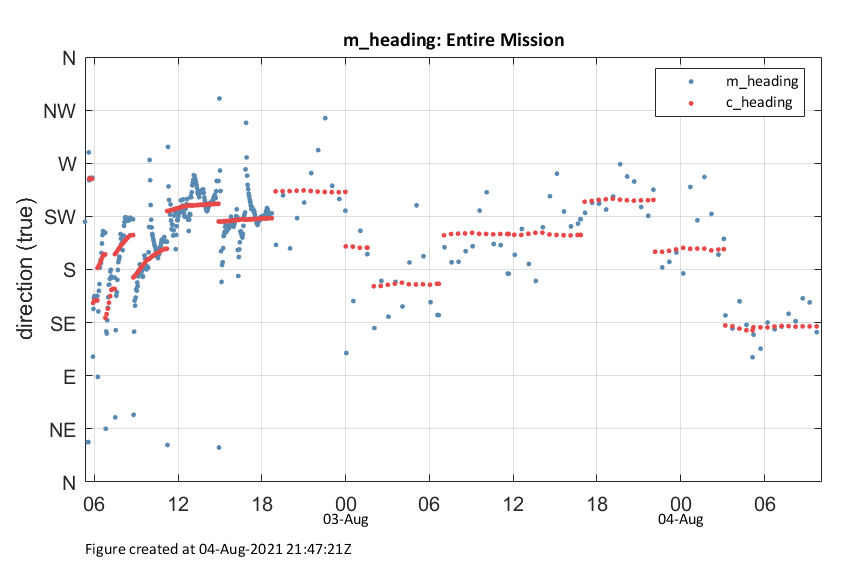 m_heading: Entire Mission
N
NW
W
SW
S
SE
E
NE
N
direction (true)
m_heading
c_heading
06 12 18 00 06 12 18 00 06
03-Aug 04-Aug
Figure created at 04-Aug-2021 21:47:21Z